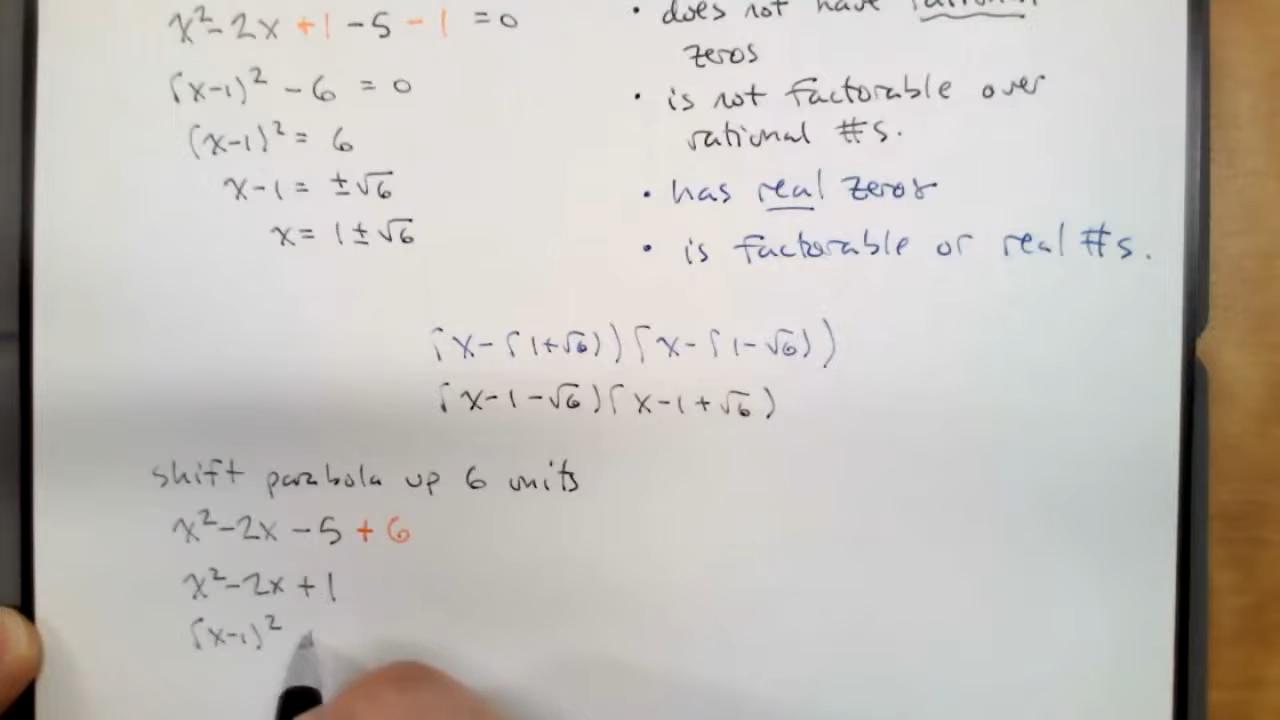 x²-2x+1-5-1=0
(x-1)²-6=0
(x-1)²=6
x-1=±√6
x=1±√6
• does not have rational
zeros
• is not factorable over
rational #s.
• has real zeros
• is factorable or real #s.
(x-(1+√6))(x-(1-√6))
(x-1-√6)(x-1+√6)
shift parabola up 6 units
x²-2x-5+6
x²-2x+1
(x-1)²